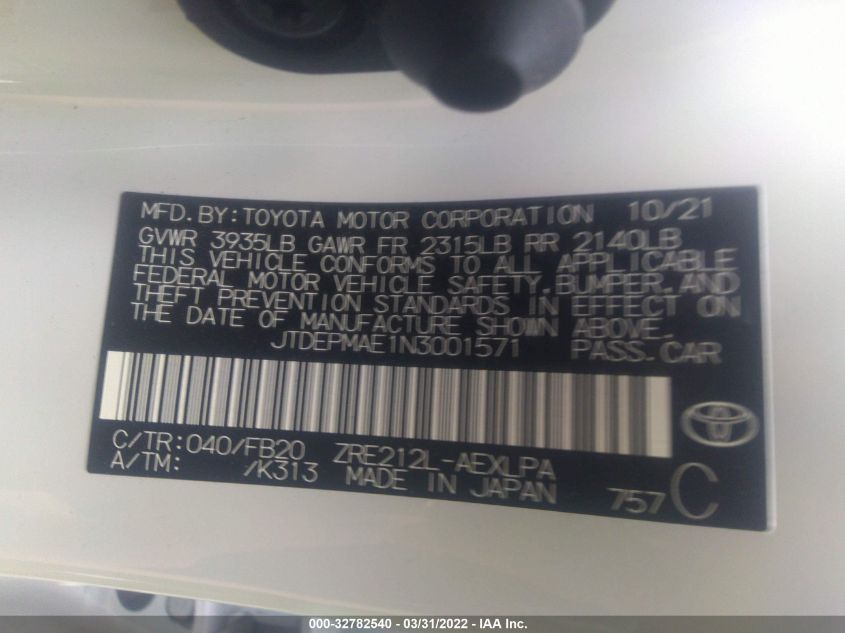 MFD.BY:TOYOTA MOTOR CORPORATION 10/21
GVWR 3935LB GAWR FR 2315LB RR 2140LB
THIS VEHICLE CONFORMS TO ALL APPLICABLE
FEDERAL MOTOR VEHICLE SAFETY,BUMPER,AND
THEFT PREVENTION STANDARDS IN EFFECT ON
THE DATE OF MANUFACTURE SHOWN ABOVE.
JTDEPMAE1N3001571 PASS.CAR
C/TR:040/FB20 ZRE212L-AEXLPA
A/TM: /K313 MADE IN JAPAN 757 C
000-32782540 - 03/31/2022 - IAA Inc.